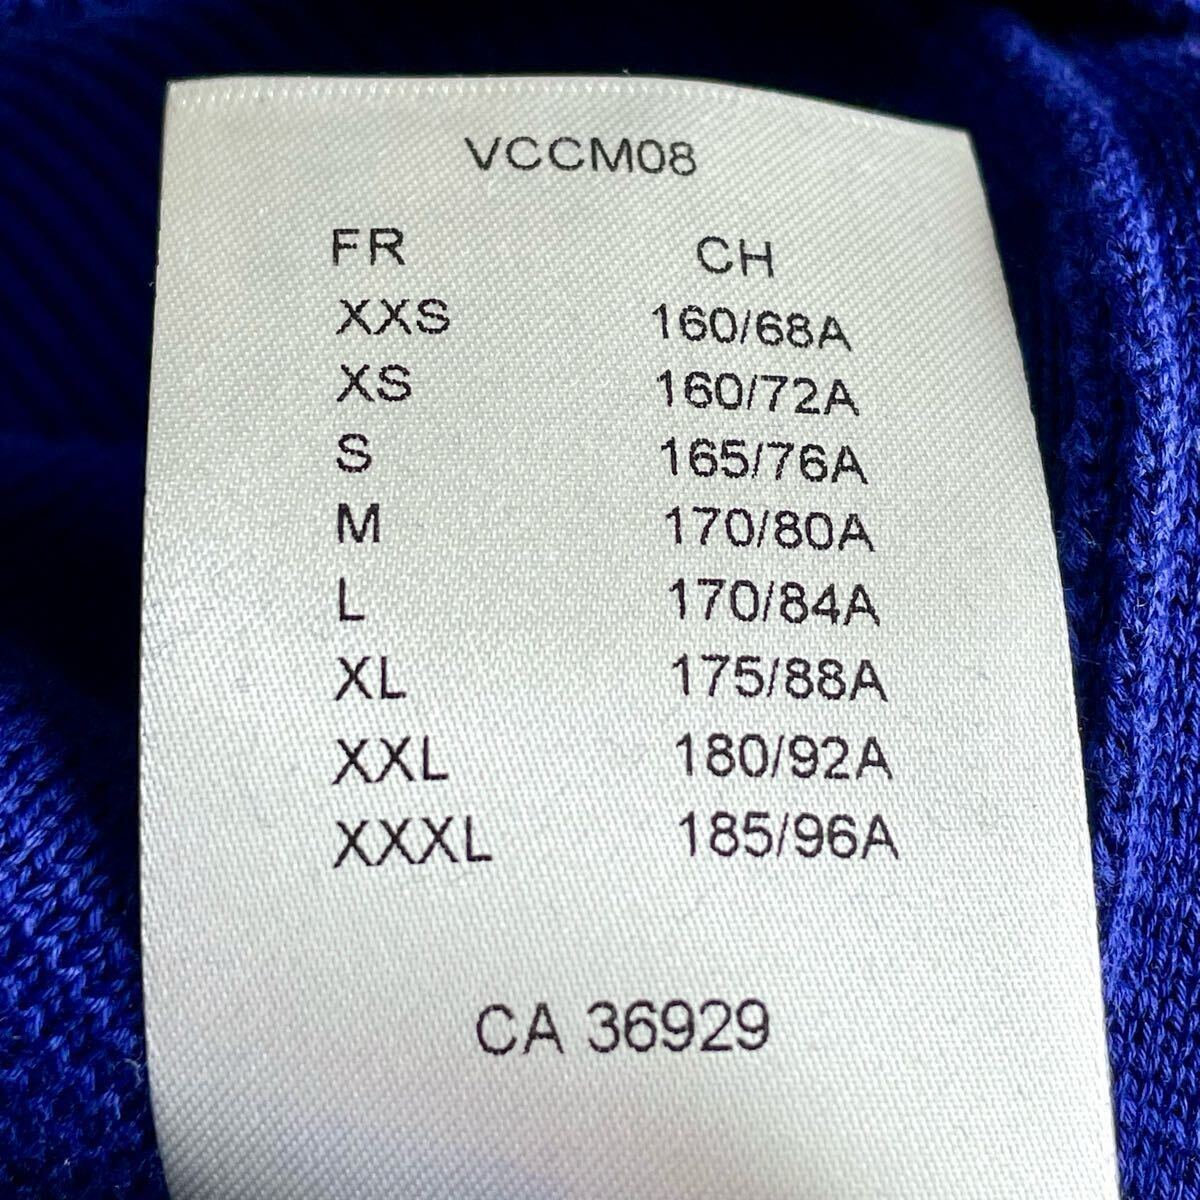 VCCM08
FR CH
XXS 160/68A
XS 160/72A
S 165/76A
M 170/80A
L 170/84A
XL 175/88A
XXL 180/92A
XXXL 185/96A
CA 36929